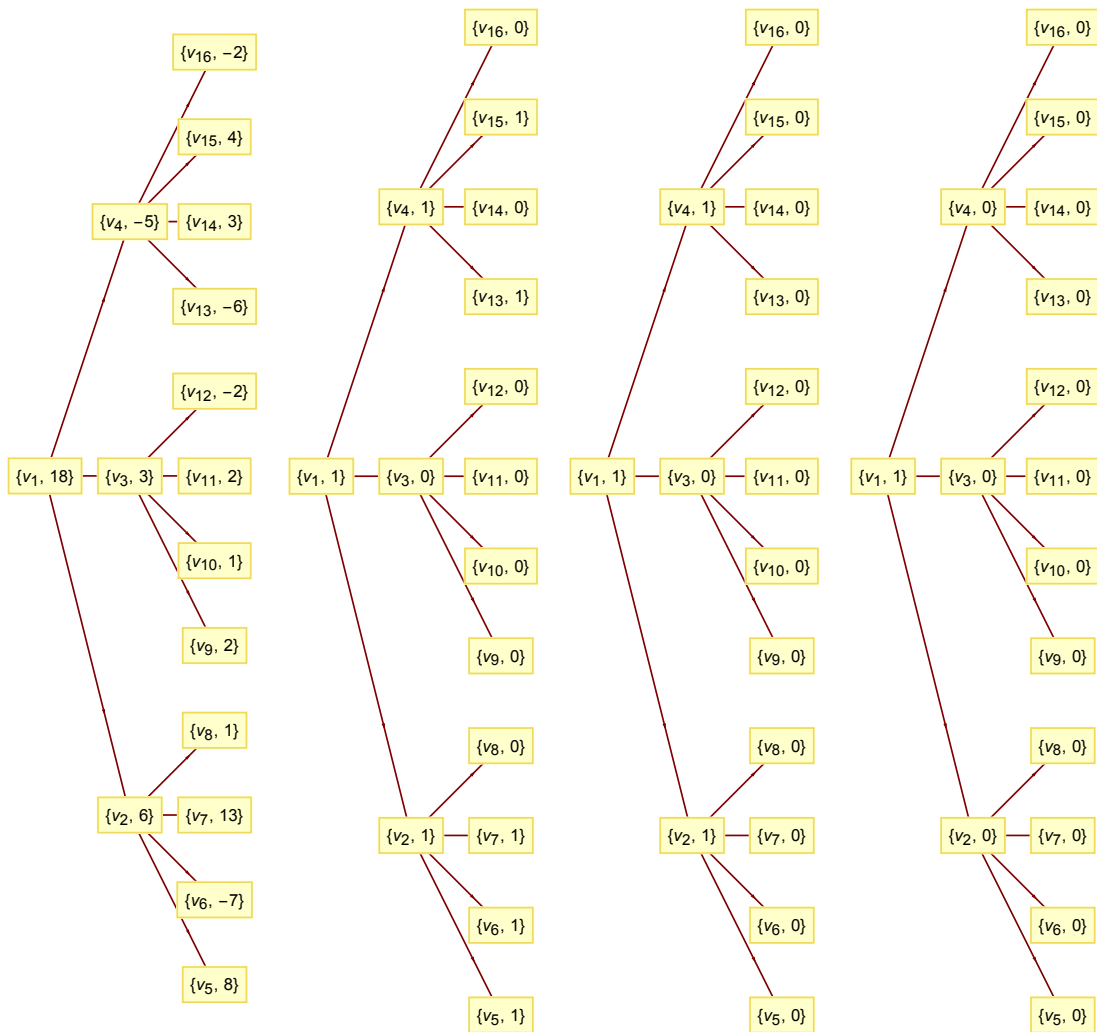 {v16, −2}
{v15, 4}
{v4, −5}
{v14, 3}
{v13, −6}
{v12, −2}
{v1, 18}
{v3, 3}
{v11, 2}
{v10, 1}
{v9, 2}
{v8, 1}
{v2, 6}
{v7, 13}
{v6, −7}
{v5, 8}
{v16, 0}
{v15, 1}
{v4, 1}
{v14, 0}
{v13, 1}
{v12, 0}
{v1, 1}
{v3, 0}
{v11, 0}
{v10, 0}
{v9, 0}
{v8, 0}
{v2, 1}
{v7, 1}
{v6, 1}
{v5, 1}
{v16, 0}
{v15, 0}
{v4, 1}
{v14, 0}
{v13, 0}
{v12, 0}
{v1, 1}
{v3, 0}
{v11, 0}
{v10, 0}
{v9, 0}
{v8, 0}
{v2, 1}
{v7, 0}
{v6, 0}
{v5, 0}
{v16, 0}
{v15, 0}
{v4, 0}
{v14, 0}
{v13, 0}
{v12, 0}
{v1, 1}
{v3, 0}
{v11, 0}
{v10, 0}
{v9, 0}
{v8, 0}
{v2, 0}
{v7, 0}
{v6, 0}
{v5, 0}